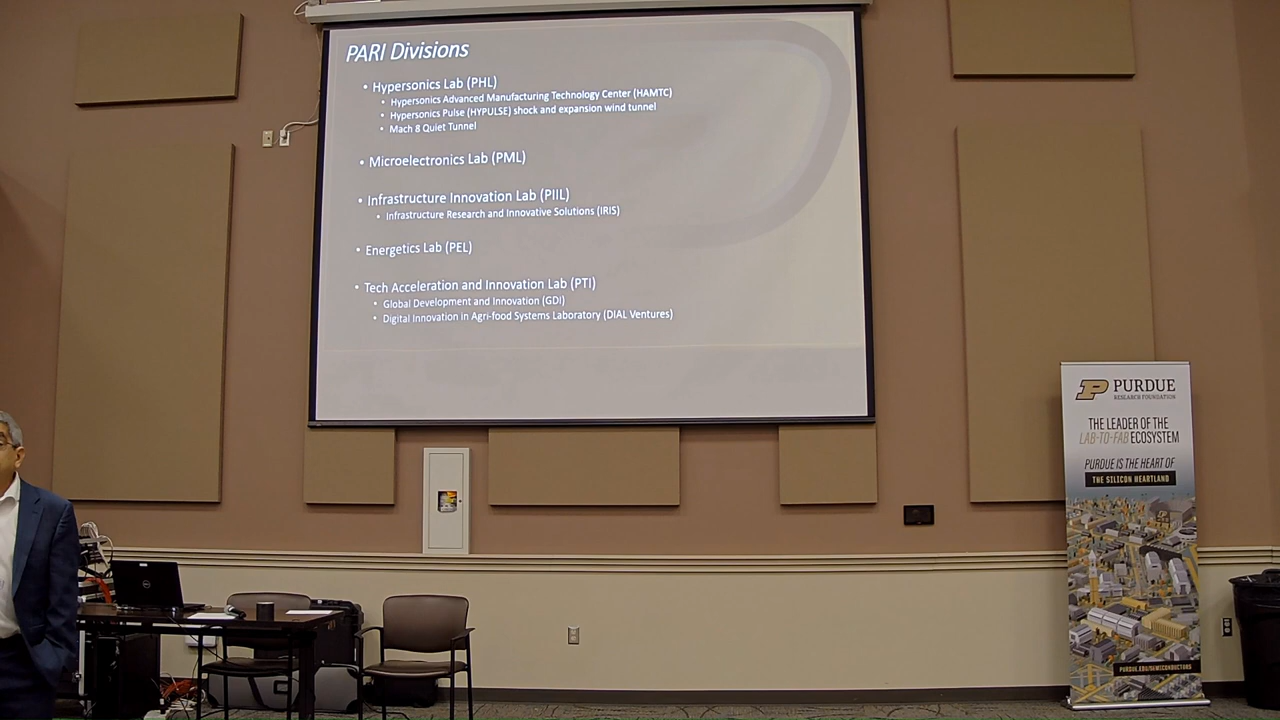 PARI Divisions
• Hypersonics Lab (PHL)
• Hypersonics Advanced Manufacturing Technology Center (HAMTC)
• Hypersonics Pulse (HYPULSE) shock and expansion wind tunnel
• Mach 8 Quiet Tunnel
• Microelectronics Lab (PML)
• Infrastructure Innovation Lab (PIIL)
• Infrastructure Research and Innovative Solutions (IRIS)
• Energetics Lab (PEL)
• Tech Acceleration and Innovation Lab (PTI)
• Global Development and Innovation (GDI)
• Digital Innovation in Agri-food Systems Laboratory (DIAL Ventures)
P PURDUE
RESEARCH FOUNDATION
THE LEADER OF THE
LAB-TO-FAB ECOSYSTEM
PURDUE IS THE HEART OF
THE SILICON HEARTLAND
PURDUE.EDU/SEMICONDUCTORS